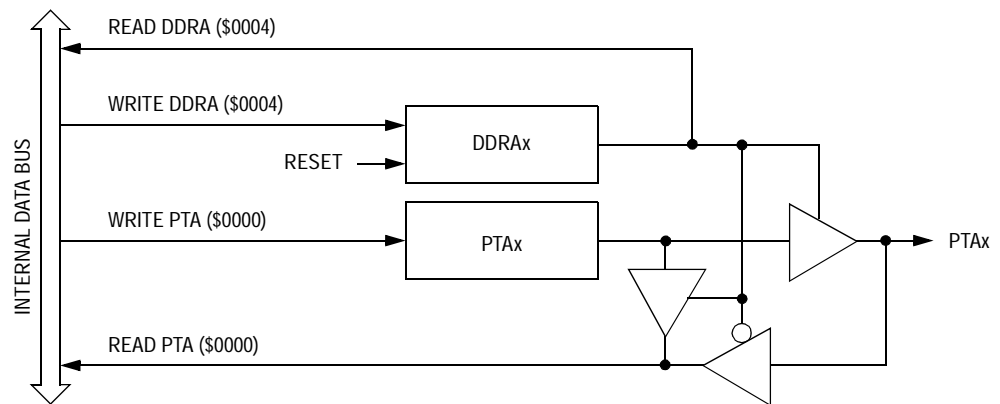 READ DDRA ($0004)
WRITE DDRA ($0004)
DDRAx
RESET
INTERNAL DATA BUS
WRITE PTA ($0000)
PTAx
PTAx
READ PTA ($0000)